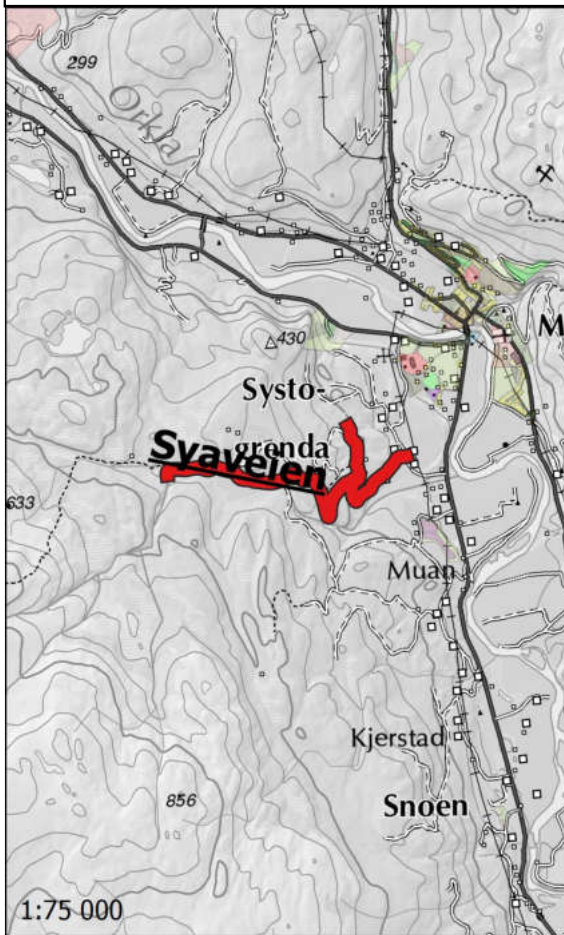 299
Orkla
430
M
Systo-
grenda
Syaveien
633
Muan
Kjerstad
856
Snoen
1:75 000